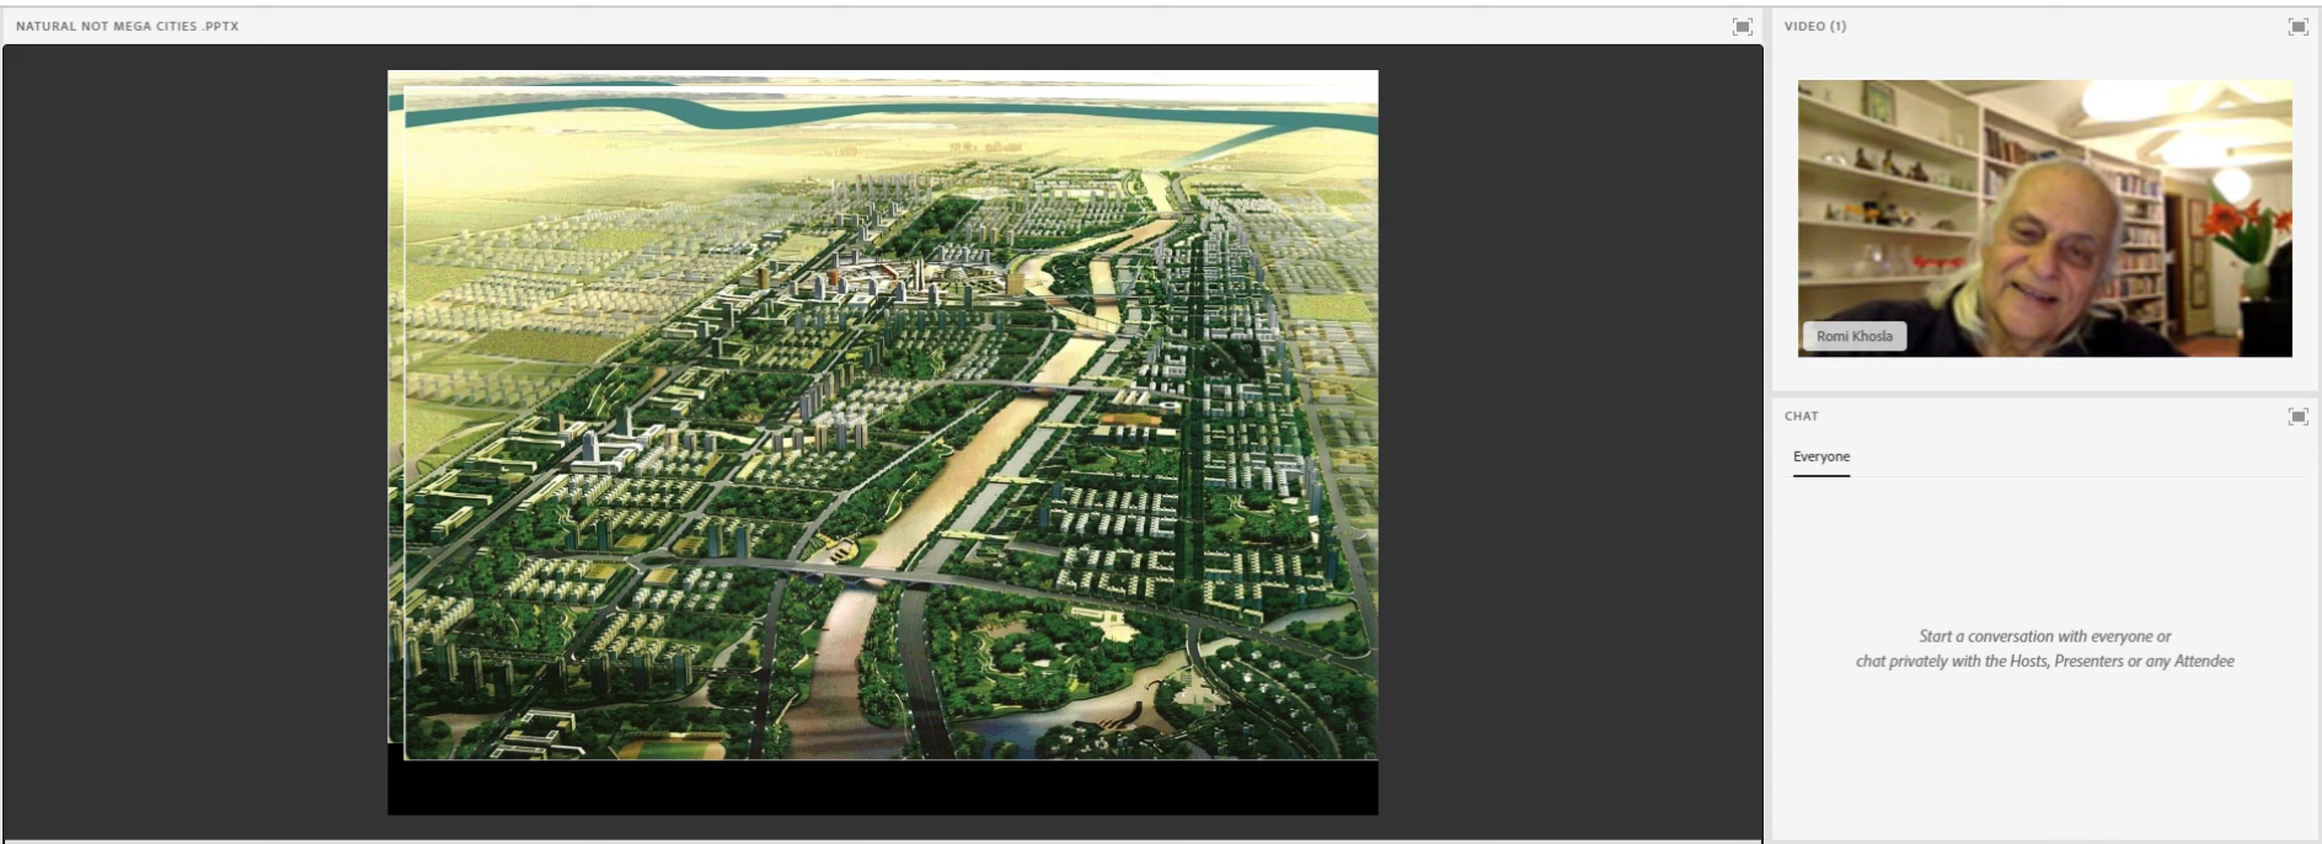 NATURAL NOT MEGA CITIES .PPTX
VIDEO (1)
Romi Khosla
CHAT
Everyone
Start a conversation with everyone or
chat privately with the Hosts, Presenters or any Attendee